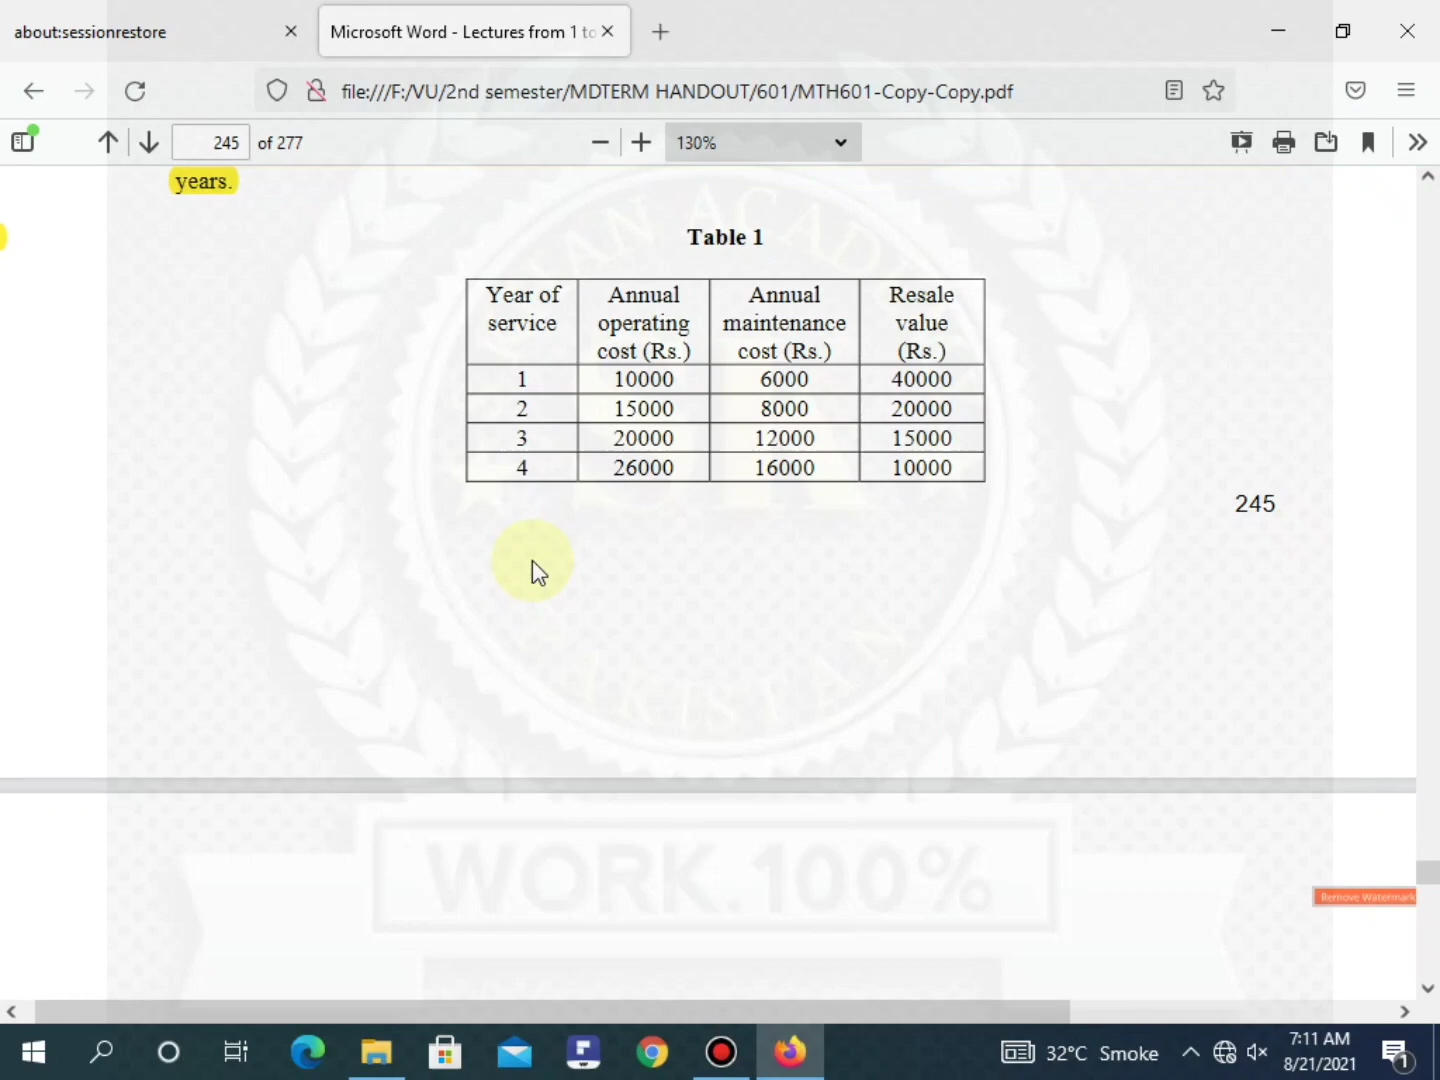 about:sessionrestore
Microsoft Word - Lectures from 1 to
file:///F:/VU/2nd semester/MDTERM HANDOUT/601/MTH601-Copy-Copy.pdf
245 of 277
130%
years.
Table 1
Year of service Annual operating cost (Rs.) Annual maintenance cost (Rs.) Resale value (Rs.)
1 10000 6000 40000
2 15000 8000 20000
3 20000 12000 15000
4 26000 16000 10000
245
WORK.100%
Remove Watermark
32°C Smoke
7:11 AM
8/21/2021
1